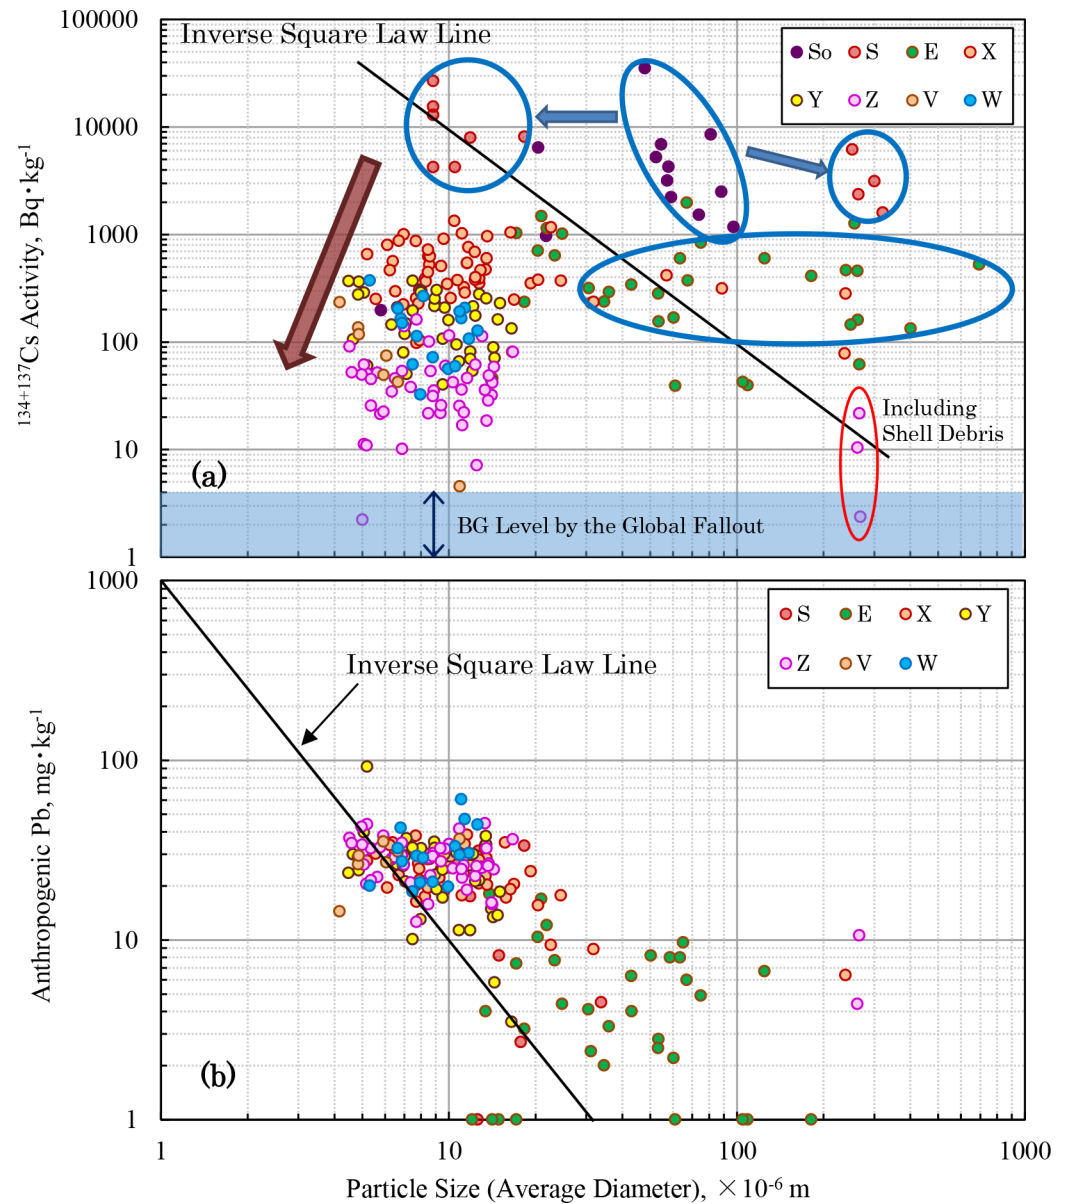 100000
Inverse Square Law Line
So S E X
Y Z V W
10000
1000
100
10
1
134+137Cs Activity, Bq·kg-1
Including
Shell Debris
(a)
BG Level by the Global Fallout
1000
100
10
1
Anthropogenic Pb, mg·kg-1
S E X Y
Z V W
Inverse Square Law Line
(b)
1 10 100 1000
Particle Size (Average Diameter), ×10-6 m